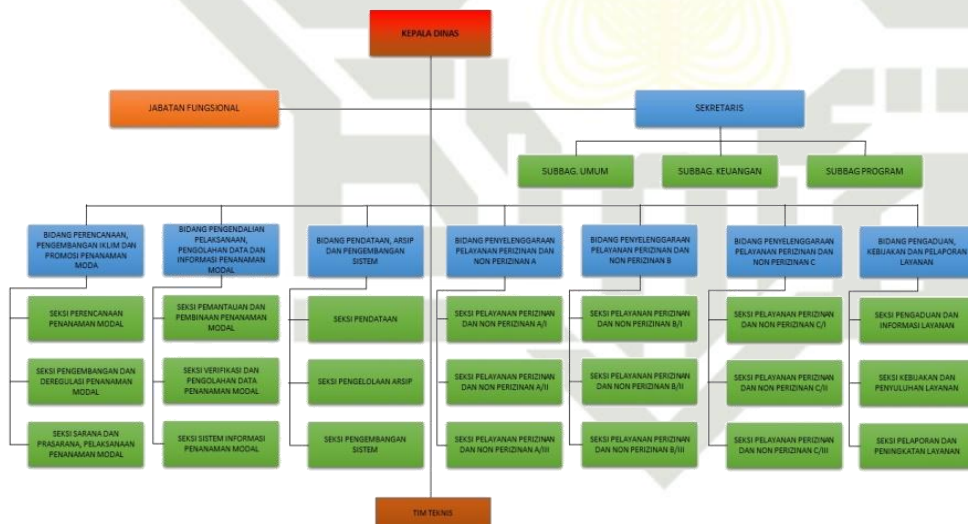 KEPALA DINAS
JABATAN FUNGSIONAL
SEKRETARIS
SUBBAG. UMUM
SUBBAG. KEUANGAN
SUBBAG PROGRAM
BIDANG PERENCANAAN,
PENGEMBANGAN IKLIM DAN
PROMOSI PENANAMAN
MODA
BIDANG PENGENDALIAN
PELAKSANAAN,
PENGOLAHAN DATA DAN
INFORMASI PENANAMAN
MODAL
BIDANG PENDATAAN, ARSIP
DAN PENGEMBANGAN
SISTEM
BIDANG PENYELENGGARAAN
PELAYANAN PERIZINAN DAN
NON PERIZINAN A
BIDANG PENYELENGGARAAN
PELAYANAN PERIZINAN DAN
NON PERIZINAN B
BIDANG PENYELENGGARAAN
PELAYANAN PERIZINAN DAN
NON PERIZINAN C
BIDANG PENGADUAN,
KEBIJAKAN DAN PELAPORAN
LAYANAN
SEKSI PERENCANAAN
PENANAMAN MODAL
SEKSI PEMANTAUAN DAN
PEMBINAAN PENANAMAN
MODAL
SEKSI PENDATAAN
SEKSI PELAYANAN PERIZINAN
DAN NON PERIZINAN A/I
SEKSI PELAYANAN PERIZINAN
DAN NON PERIZINAN B/I
SEKSI PELAYANAN PERIZINAN
DAN NON PERIZINAN C/I
SEKSI PENGADUAN DAN
INFORMASI LAYANAN
SEKSI PENGEMBANGAN DAN
DEREGULASI PENANAMAN
MODAL
SEKSI VERIFIKASI DAN
PENGOLAHAN DATA
PENANAMAN MODAL
SEKSI PENGELOLAAN ARSIP
SEKSI PELAYANAN PERIZINAN
DAN NON PERIZINAN A/II
SEKSI PELAYANAN PERIZINAN
DAN NON PERIZINAN B/II
SEKSI PELAYANAN PERIZINAN
DAN NON PERIZINAN C/II
SEKSI KEBIJAKAN DAN
PENYULUHAN LAYANAN
SEKSI SARANA DAN
PRASARANA, PELAKSANAAN
PENANAMAN MODAL
SEKSI SISTEM INFORMASI
PENANAMAN MODAL
SEKSI PENGEMBANGAN
SISTEM
SEKSI PELAYANAN PERIZINAN
DAN NON PERIZINAN A/III
SEKSI PELAYANAN PERIZINAN
DAN NON PERIZINAN B/III
SEKSI PELAYANAN PERIZINAN
DAN NON PERIZINAN C/III
SEKSI PELAPORAN DAN
PENINGKATAN LAYANAN
TIM TEKNIS